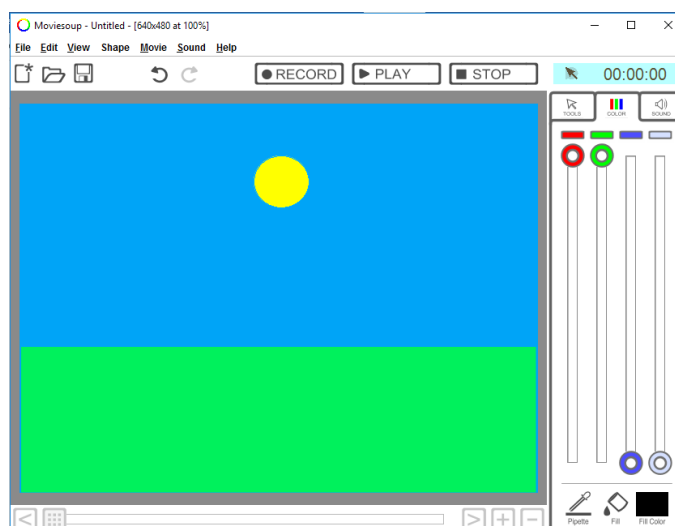 Moviesoup - Untitled - [640x480 at 100%]
File Edit View Shape Movie Sound Help
RECORD PLAY STOP 00:00:00
TOOLS COLOR SOUND
Pipette Fill Fill Color